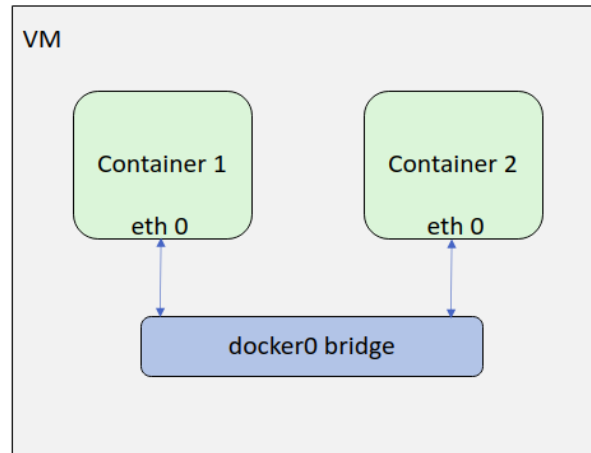 VM
Container 1
Container 2
eth 0
eth 0
docker0 bridge